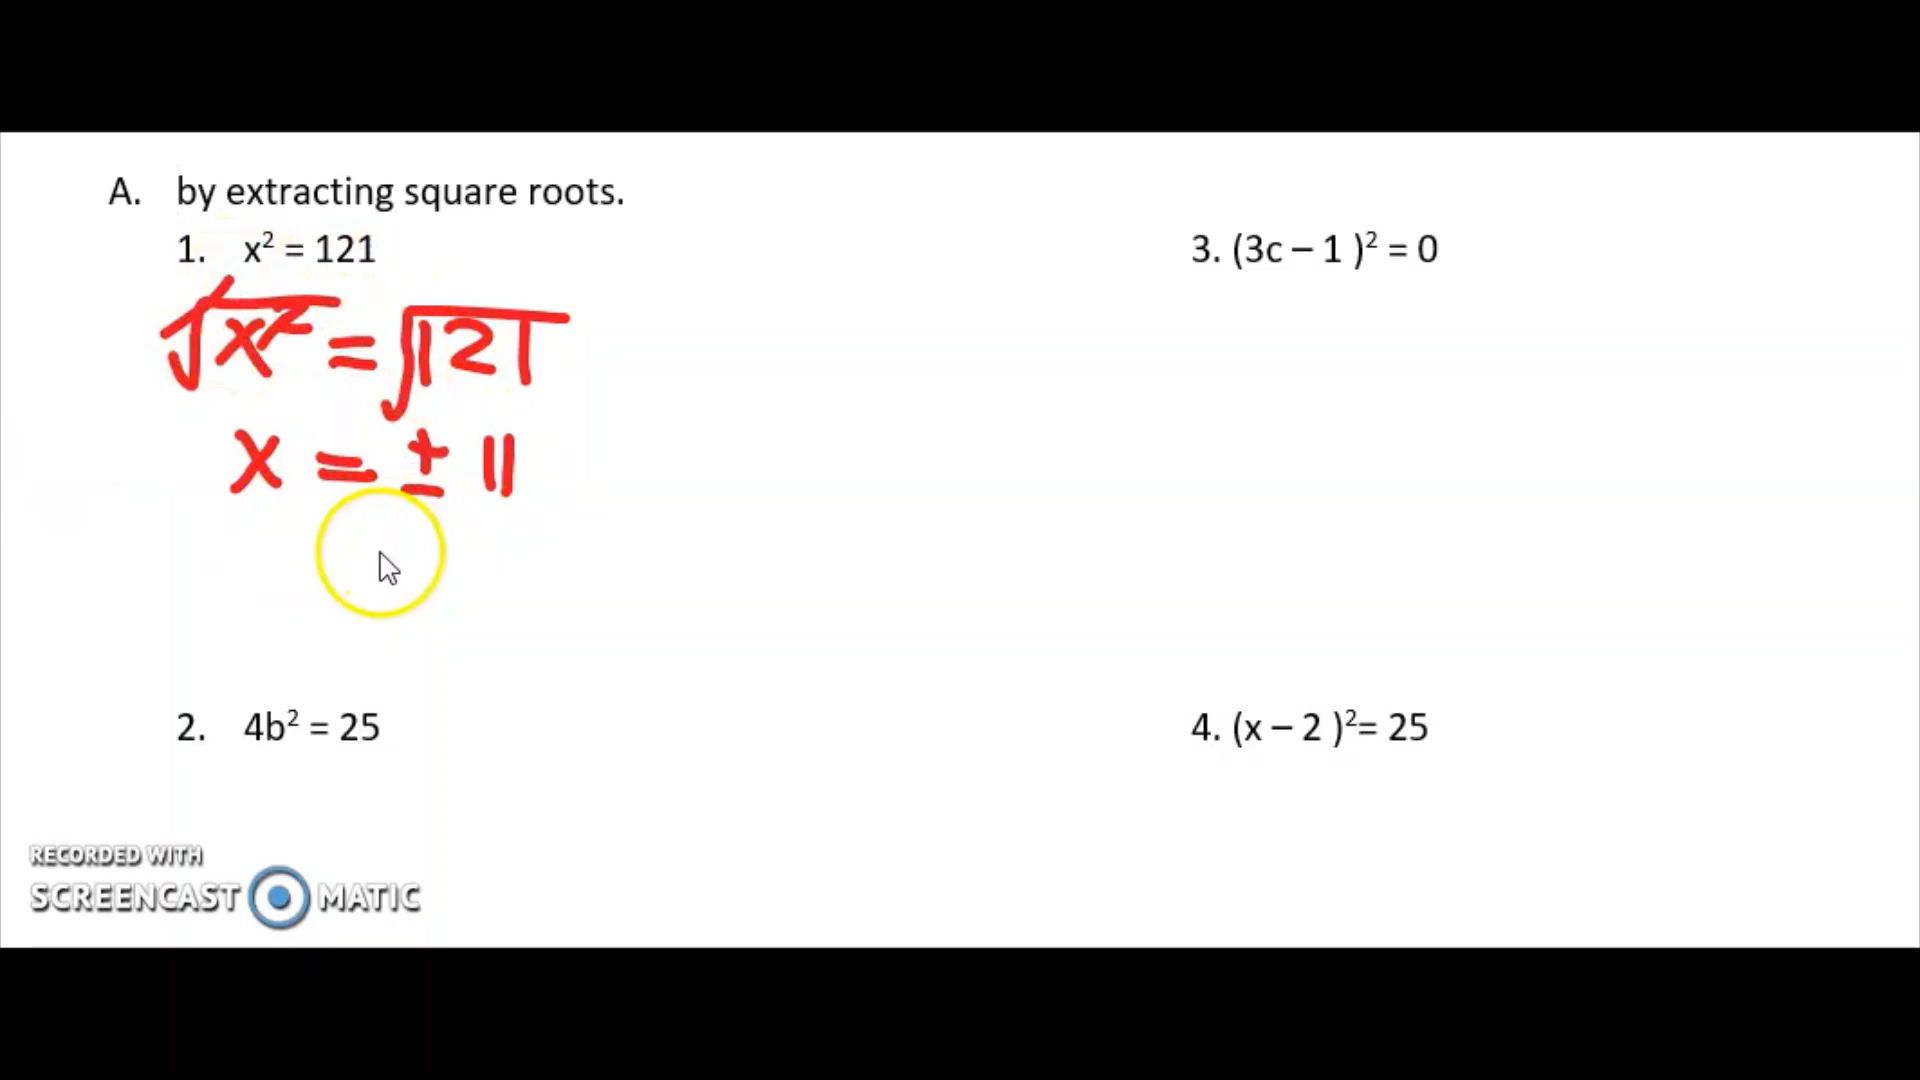 A. by extracting square roots.
1. x² = 121
√x² = √121
x = ± 11
2. 4b² = 25
3. (3c – 1 )² = 0
4. (x – 2 )²= 25
RECORDED WITH
SCREENCAST MATIC